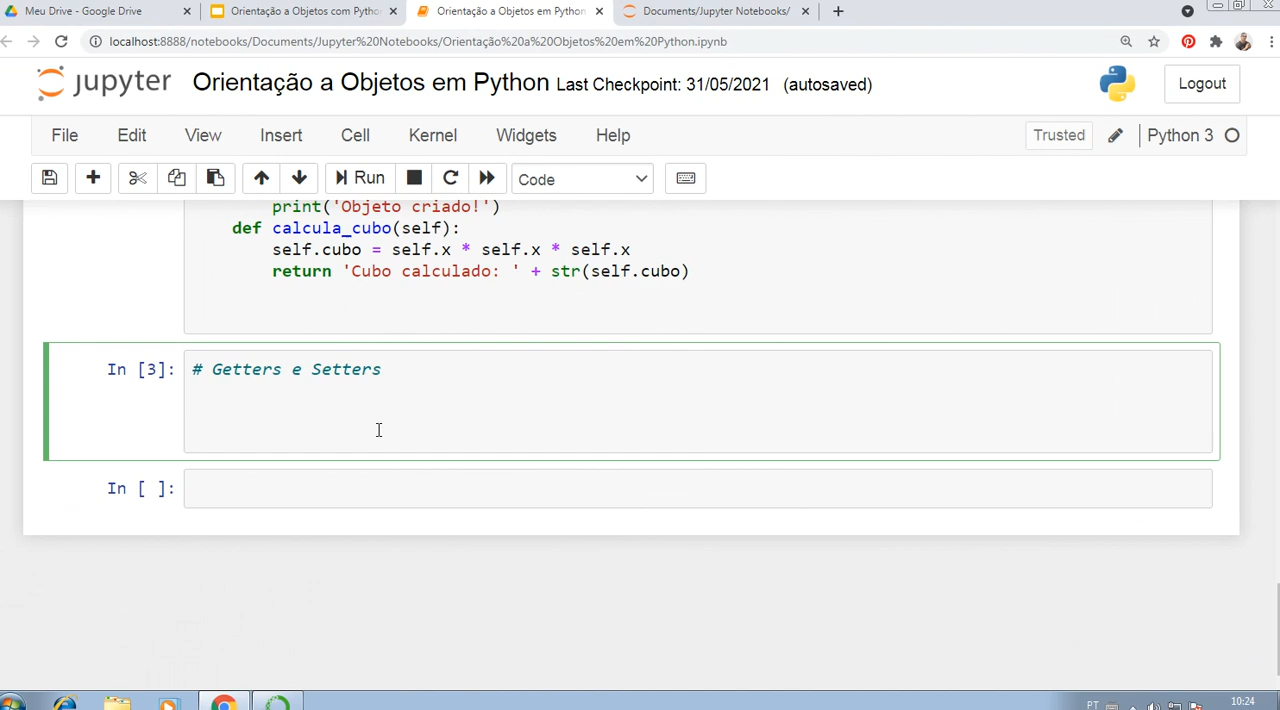 Meu Drive - Google Drive
Orientação a Objetos com Pytho
Orientação a Objetos em Python
Documents/Jupyter Notebooks/
localhost:8888/notebooks/Documents/Jupyter%20Notebooks/Orientação%20a%20Objetos%20em%20Python.ipynb
jupyter Orientação a Objetos em Python Last Checkpoint: 31/05/2021 (autosaved)
Logout
File Edit View Insert Cell Kernel Widgets Help
Trusted Python 3
Run Code
print('Objeto criado!')
def calcula_cubo(self):
self.cubo = self.x * self.x * self.x
return 'Cubo calculado: ' + str(self.cubo)
In [3]: # Getters e Setters
In [ ]:
PT 10:24